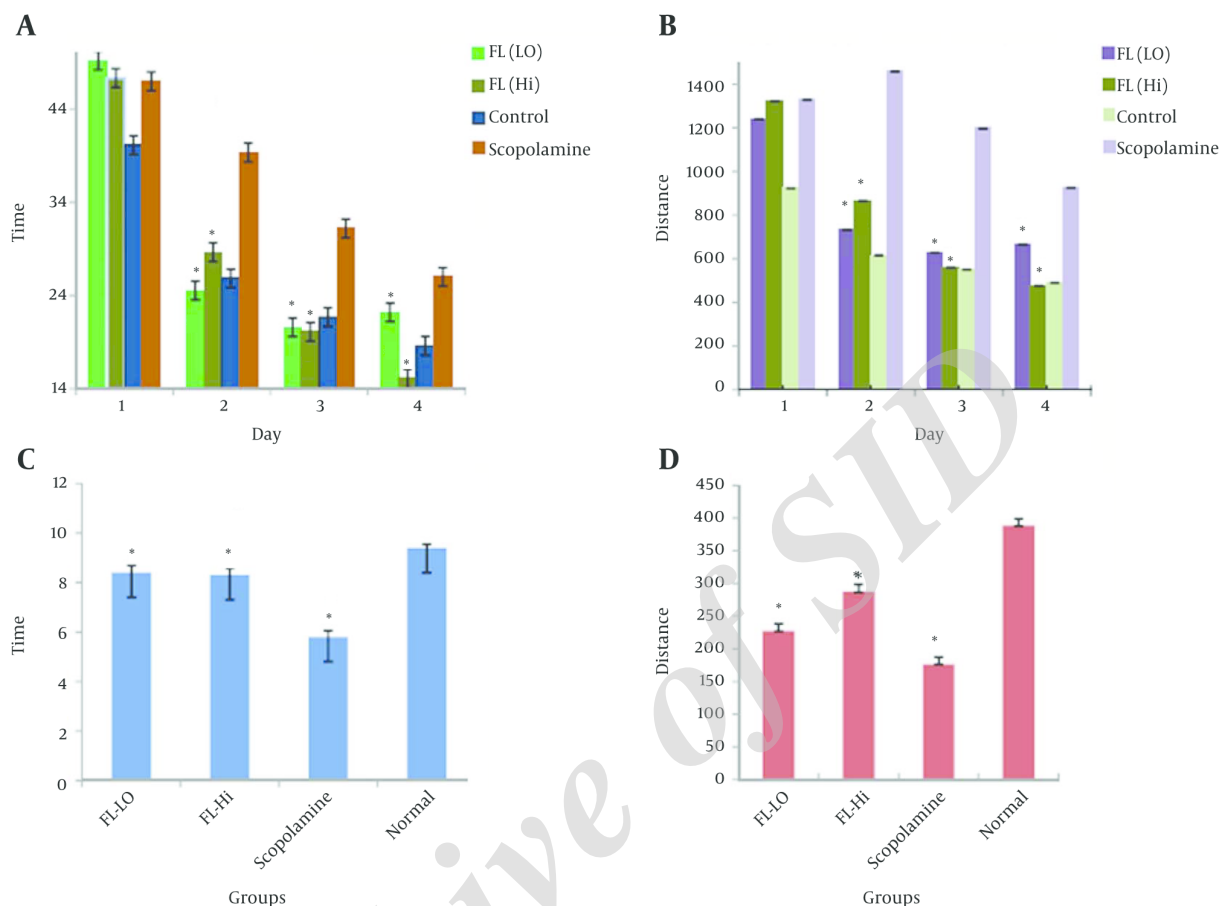 A
FL (LO)
FL (Hi)
Control
Scopolamine
44
34
24
14
Time
1 2 3 4
Day
* * * * * *
B
FL (LO)
FL (Hi)
Control
Scopolamine
1400
1200
1000
800
600
400
200
0
Distance
1 2 3 4
Day
* * * * * *
C
12
10
8
6
4
2
0
Time
* * *
FL-LO
FL-Hi
Scopolamine
Normal
Groups
D
450
400
350
300
250
200
150
100
50
0
Distance
* * *
FL-LO
FL-Hi
Scopolamine
Normal
Groups
ive of SID